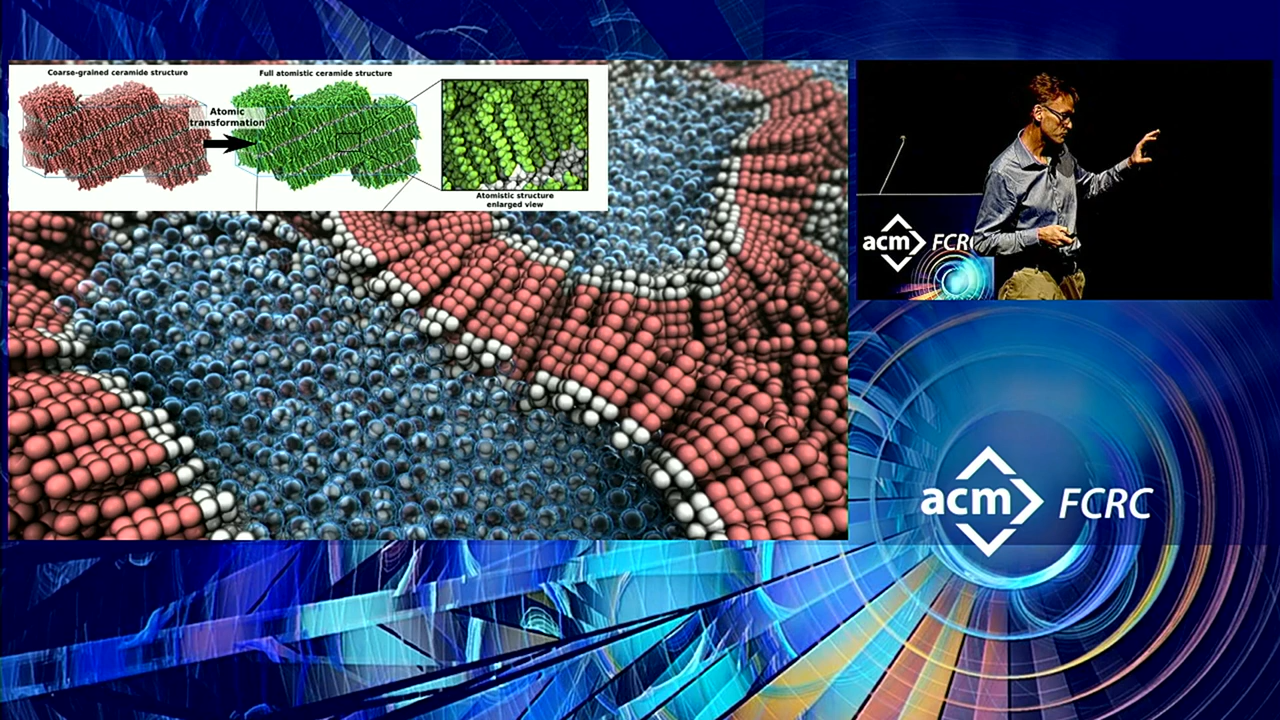 Coarse-grained ceramide structure
Full atomistic ceramide structure
Atomic
transformation
Atomistic structure
enlarged view
acm FCRC
acm FCRC